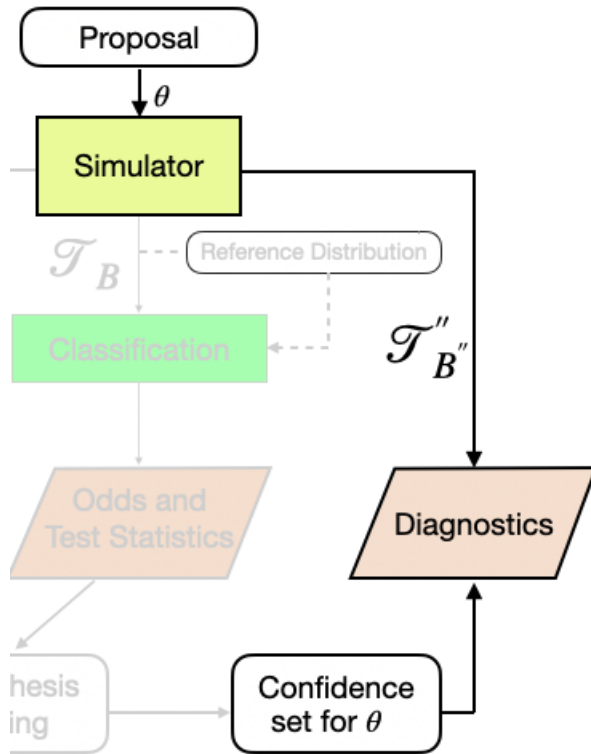 Proposal
θ
Simulator
𝒯_B
Reference Distribution
Classification
𝒯''_B''
Odds and
Test Statistics
Diagnostics
hesis
ing
Confidence
set for θ